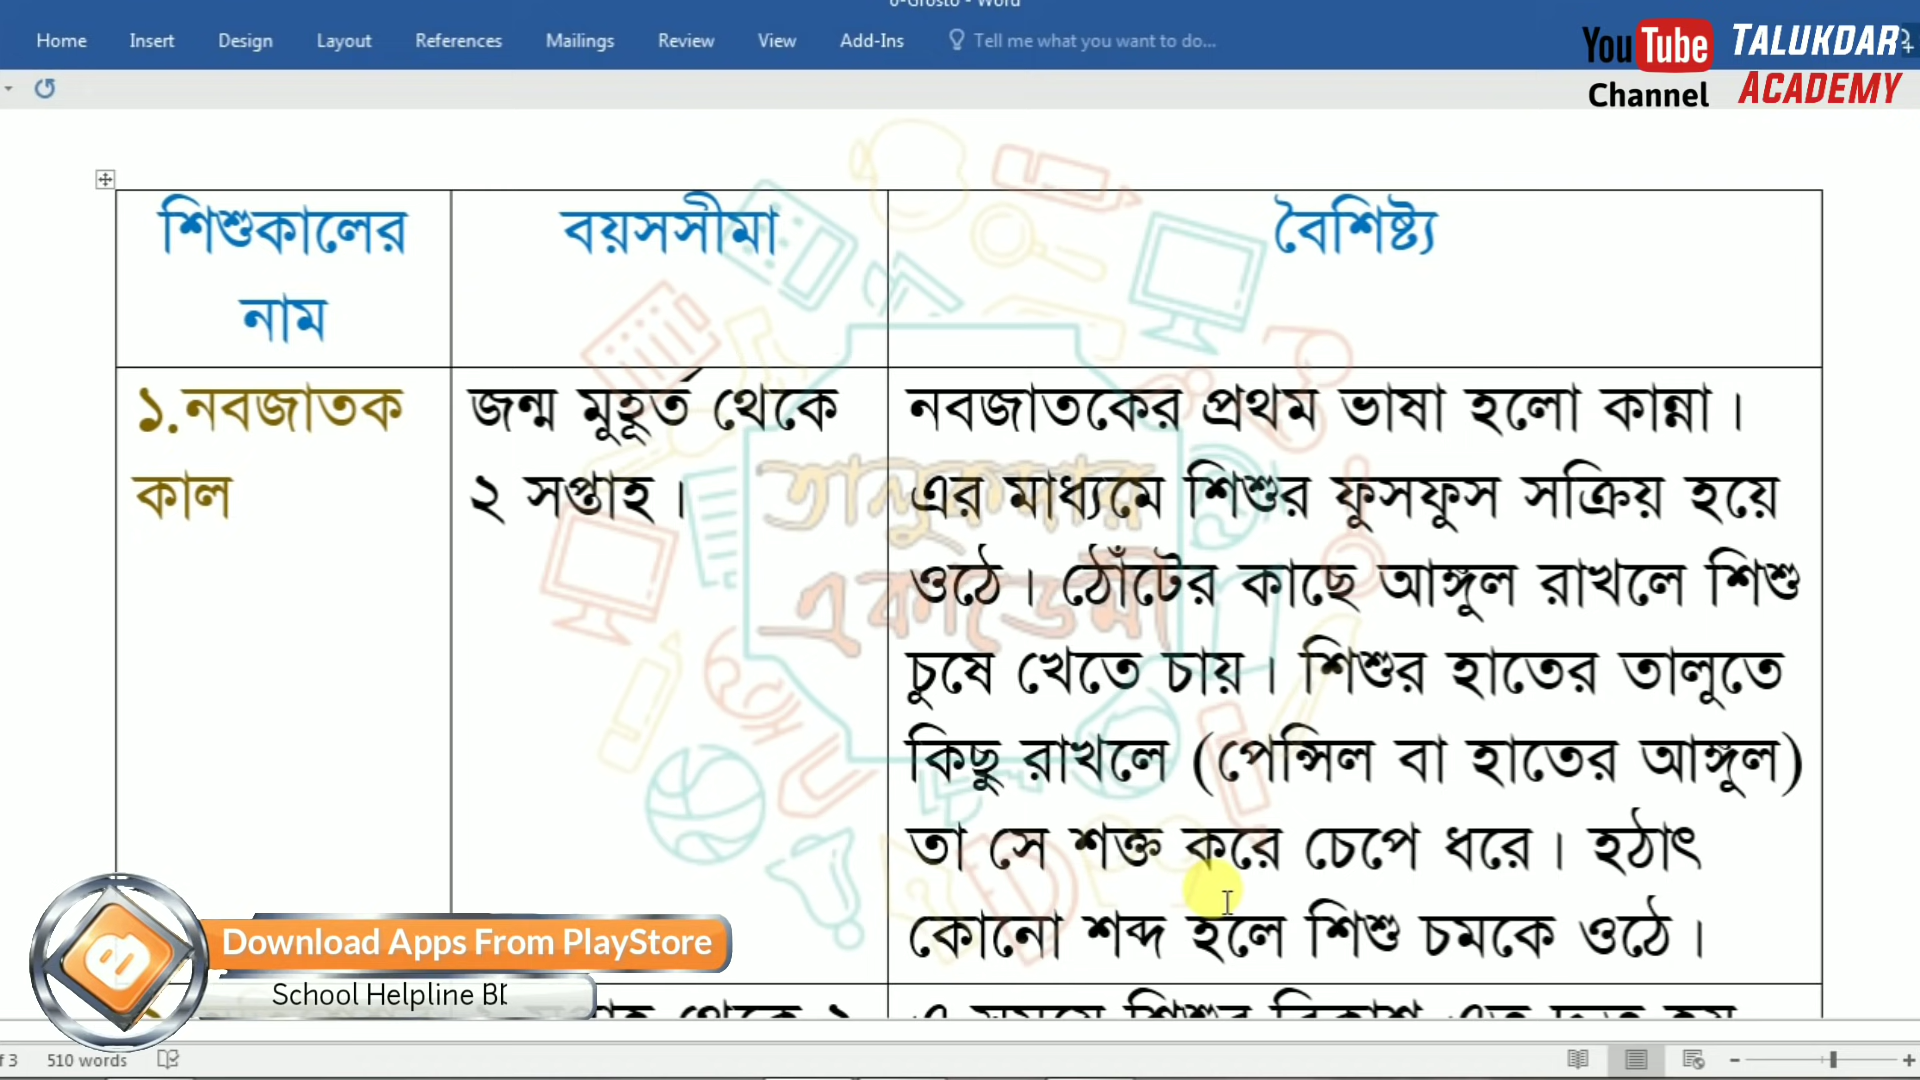 Home Insert Design Layout References Mailings Review View Add-Ins Tell me what you want to do...
You Tube TALUKDAR
Channel ACADEMY
শিশুকালের বয়সসীমা বৈশিষ্ট্য
নাম
১.নবজাতক জন্ম মুহূর্ত থেকে নবজাতকের প্রথম ভাষা হলো কান্না।
কাল ২ সপ্তাহ। এর মাধ্যমে শিশুর ফুসফুস সক্রিয় হয়ে
ওঠে। ঠোঁটের কাছে আঙ্গুল রাখলে শিশু
চুষে খেতে চায়। শিশুর হাতের তালুতে
কিছু রাখলে (পেন্সিল বা হাতের আঙ্গুল)
তা সে শক্ত করে চেপে ধরে। হঠাৎ
কোনো শব্দ হলে শিশু চমকে ওঠে।
তালুকদার
একাডেমী
Download Apps From PlayStore
School Helpline
510 words